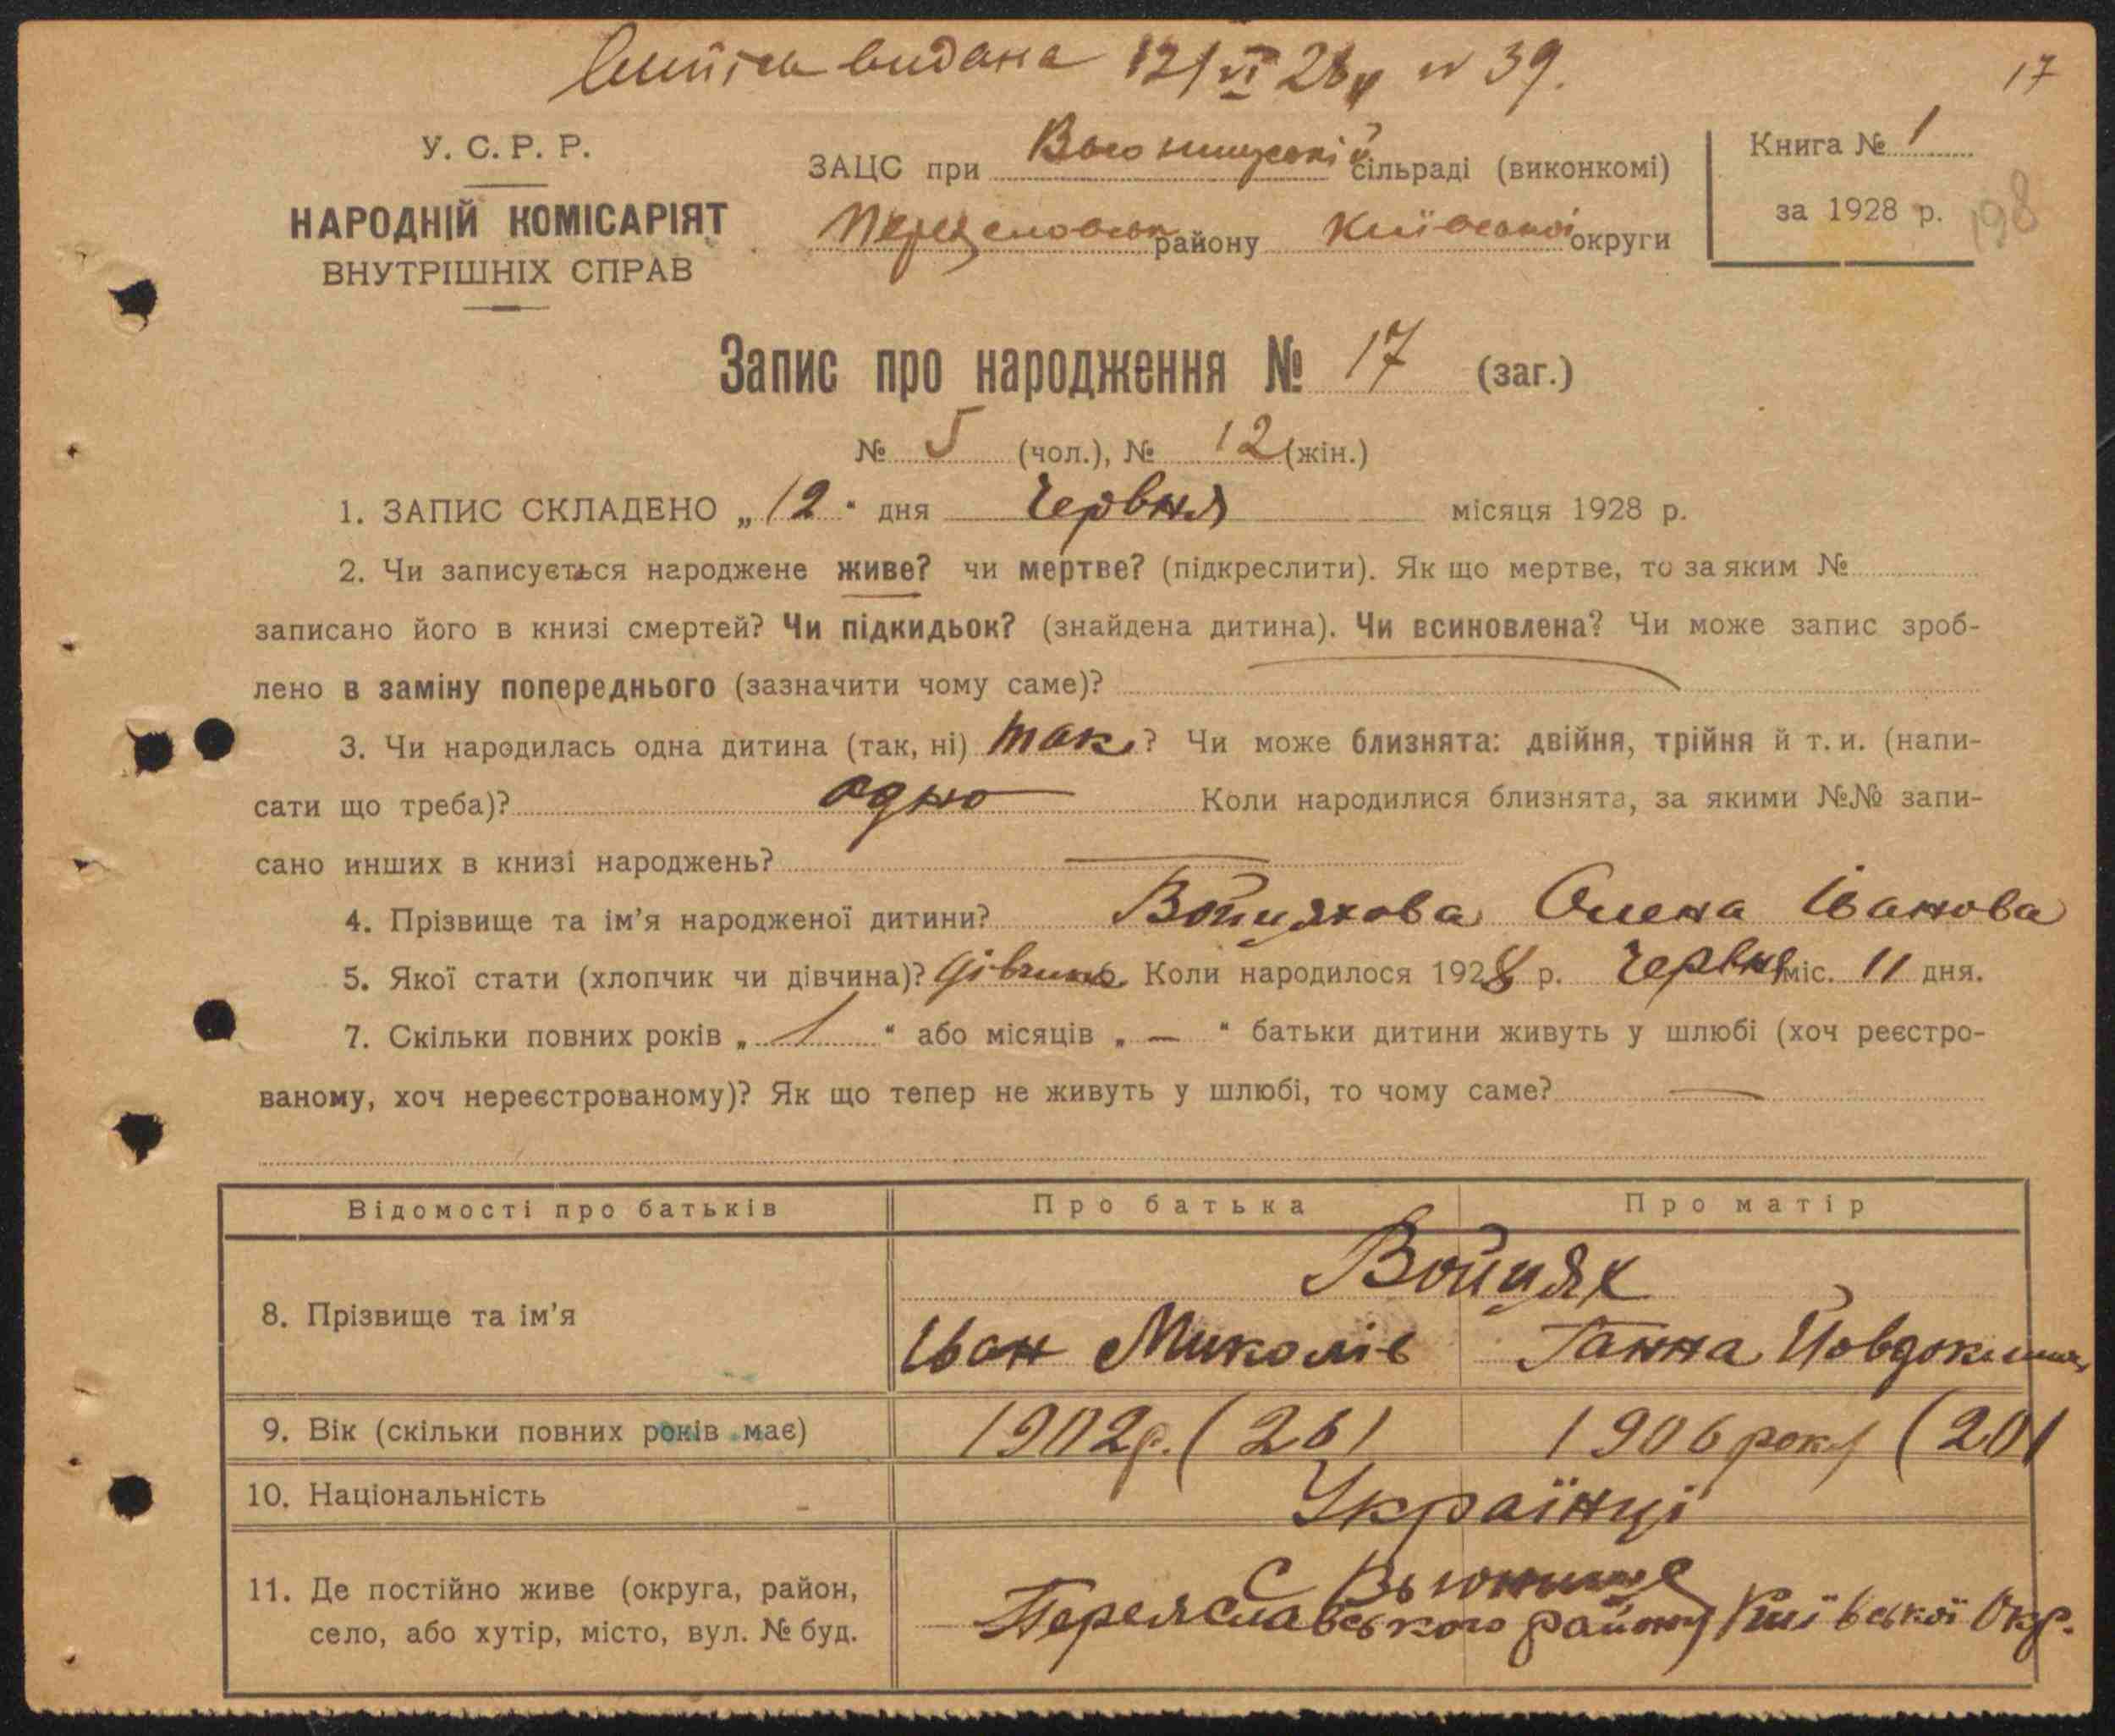 Виписка видана 12/VI 28р № 39.
17
У. С. Р. Р.
НАРОДНІЙ КОМІСАРІЯТ
ВНУТРІШНІХ СПРАВ
ЗАЦС при сільраді (виконкомі)
району Київської округи
Книга № 1
за 1928 р.
198
Запис про народження № 17 (заг.)
№ 5 (чол.), № 12 (жін.)
1. ЗАПИС СКЛАДЕНО „12" дня Червня місяця 1928 р.
2. Чи записується народжене живе? чи мертве? (підкреслити). Як що мертве, то за яким №
записано його в книзі смертей? Чи підкидьок? (знайдена дитина). Чи всиновлена? Чи може запис зроб-
лено в заміну попереднього (зазначити чому саме)?
3. Чи народилась одна дитина (так, ні) так? Чи може близнята: двійня, трійня й т. и. (напи-
сати що треба)? одно Коли народилися близнята, за якими №№ запи-
сано инших в книзі народжень? —
4. Прізвище та ім'я народженої дитини? Войцяхова Олена Іванова
5. Якої стати (хлопчик чи дівчина)? дівчина Коли народилося 1928 р. Червня міс. 11 дня.
7. Скільки повних років „ 1 " або місяців „ — " батьки дитини живуть у шлюбі (хоч реєстро-
ваному, хоч нереєстрованому)? Як що тепер не живуть у шлюбі, то чому саме? —
Відомості про батьків Про батька Про матір
8. Прізвище та ім'я Войцях
Іван Миколів Ганна
9. Вік (скільки повних років має) 1902р. (26) 1906 року (20)
10. Національність Українці
11. Де постійно живе (округа, район,
село, або хутір, місто, вул. № буд.
С Вьюнище
Переяславського району Київської Окр.